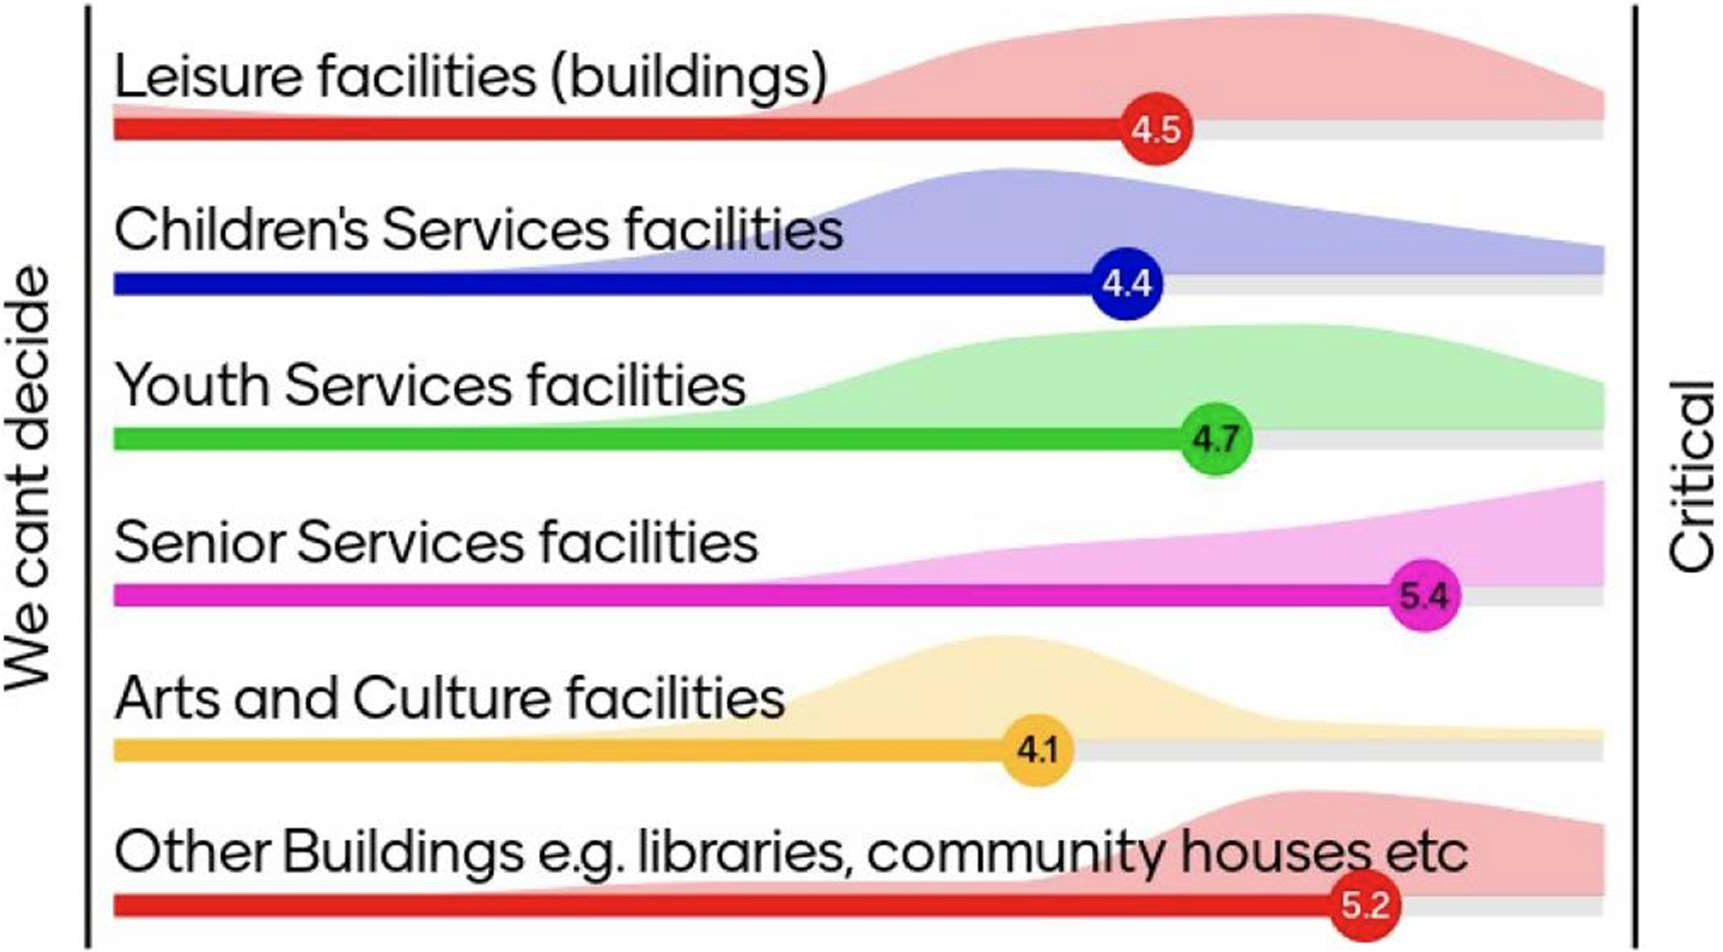 We cant decide
Leisure facilities (buildings)
4.5
Children's Services facilities
4.4
Youth Services facilities
4.7
Senior Services facilities
5.4
Arts and Culture facilities
4.1
Other Buildings e.g. libraries, community houses etc
5.2
Critical